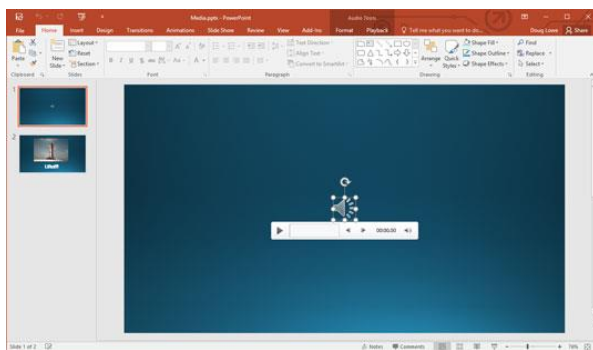 Media.pptx - PowerPoint
Audio Tools
Doug Lowe
Share
File Home Insert Design Transitions Animations Slide Show Review View Add-Ins Format Playback Tell me what you want to do...
Paste
New
Slide
Layout
Reset
Section
Text Direction
Align Text
Convert to SmartArt
Arrange
Quick
Styles
Shape Fill
Shape Outline
Shape Effects
Find
Replace
Select
Clipboard Slides Font Paragraph Drawing Editing
1
2
Liftoff!
00:00.00
Slide 1 of 2
Notes
Comments